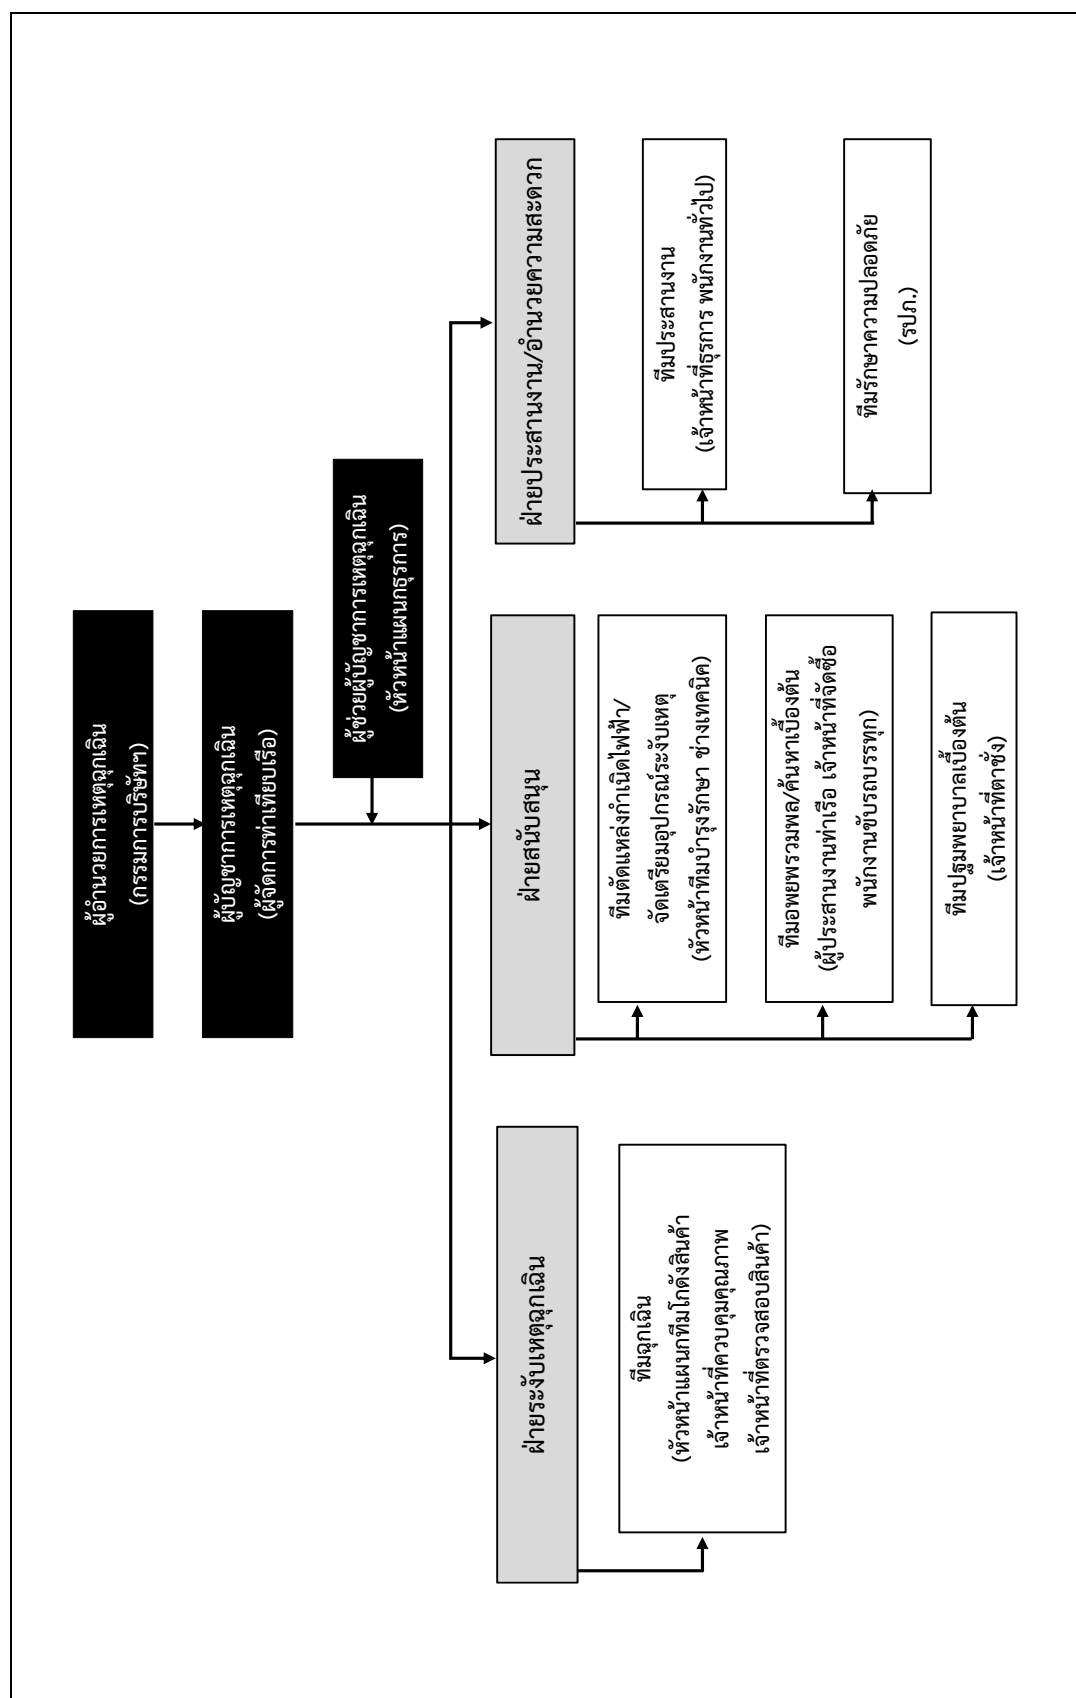 ผู้อำนวยการเหตุฉุกเฉิน
(กรรมการบริษัทฯ)
ผู้บัญชาการเหตุฉุกเฉิน
(ผู้จัดการท่าเทียบเรือ)
ผู้ช่วยผู้บัญชาการเหตุฉุกเฉิน
(หัวหน้าแผนกธุรการ)
ฝ่ายระงับเหตุฉุกเฉิน
ทีมฉุกเฉิน
(หัวหน้าแผนกทีมโกดังสินค้า
เจ้าหน้าที่ควบคุมคุณภาพ
เจ้าหน้าที่ตรวจสอบสินค้า)
ฝ่ายสนับสนุน
ทีมตัดแหล่งกำเนิดไฟฟ้า/
จัดเตรียมอุปกรณ์ระงับเหตุ
(หัวหน้าทีมบำรุงรักษา ช่างเทคนิค)
ทีมอพยพรวมพล/ค้นหาเบื้องต้น
(ผู้ประสานงานท่าเรือ เจ้าหน้าที่จัดซื้อ
พนักงานขับรถบรรทุก)
ทีมปฐมพยาบาลเบื้องต้น
(เจ้าหน้าที่ตาชั่ง)
ฝ่ายประสานงาน/อำนวยความสะดวก
ทีมประสานงาน
(เจ้าหน้าที่ธุรการ พนักงานทั่วไป)
ทีมรักษาความปลอดภัย
(รปภ.)